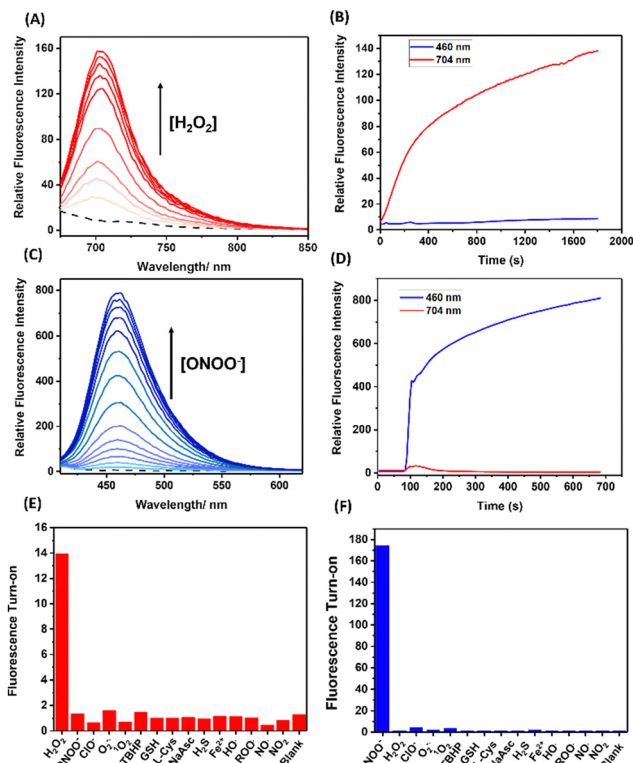 (A)
Relative Fluorescence Intensity
160
120
80
40
0
[H₂O₂]
700 750 800 850
Wavelength/ nm
(B)
Relative Fluorescence Intensity
140
120
100
80
60
40
20
0
460 nm
704 nm
0 400 800 1200 1600 2000
Time (s)
(C)
Relative Fluorescence Intensity
800
600
400
200
0
[ONOO⁻]
450 500 550 600
Wavelength/ nm
(D)
Relative Fluorscence Intensity
800
600
400
200
0
460 nm
704 nm
0 100 200 300 400 500 600 700
Time (s)
(E)
Fluorescence Turn-on
16
14
12
10
8
6
4
2
0
H₂O₂ ONOO⁻ ClO⁻ O₂⁻· ¹O₂ TBHP GSH L-Cys NaAsc H₂S Fe²⁺ HO· ROO· NO· NO₂ Blank
(F)
Fluorescence Turn-on
180
160
140
120
100
80
60
40
20
0
ONOO⁻ H₂O₂ ClO⁻ O₂⁻· ¹O₂ TBHP GSH L-Cys NaAsc H₂S Fe²⁺ HO· ROO· NO· NO₂ Blank